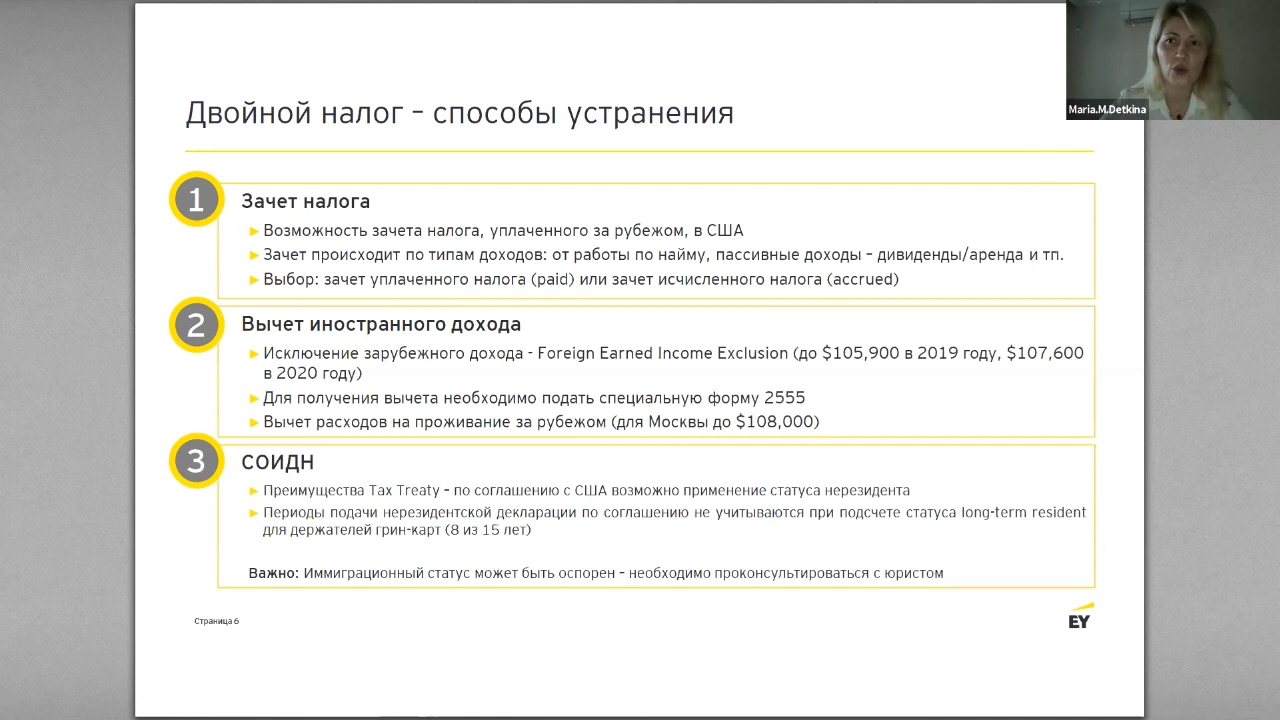 Maria.M.Detkina
Двойной налог – способы устранения
1
Зачет налога
► Возможность зачета налога, уплаченного за рубежом, в США
► Зачет происходит по типам доходов: от работы по найму, пассивные доходы – дивиденды/аренда и тп.
► Выбор: зачет уплаченного налога (paid) или зачет исчисленного налога (accrued)
2
Вычет иностранного дохода
► Исключение зарубежного дохода - Foreign Earned Income Exclusion (до $105,900 в 2019 году, $107,600
в 2020 году)
► Для получения вычета необходимо подать специальную форму 2555
► Вычет расходов на проживание за рубежом (для Москвы до $108,000)
3
СОИДН
► Преимущества Tax Treaty – по соглашению с США возможно применение статуса нерезидента
► Периоды подачи нерезидентской декларации по соглашению не учитываются при подсчете статуса long-term resident
для держателей грин-карт (8 из 15 лет)
Важно: Иммиграционный статус может быть оспорен – необходимо проконсультироваться с юристом
Страница 6
EY